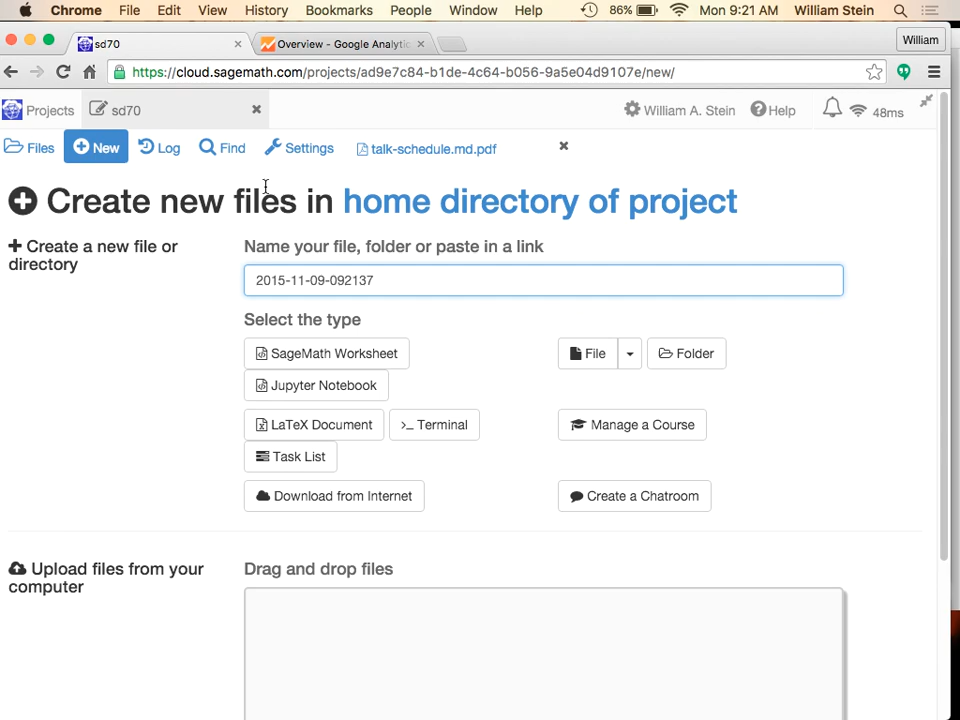 Chrome File Edit View History Bookmarks People Window Help 86% Mon 9:21 AM William Stein
sd70 Overview - Google Analytic William
https://cloud.sagemath.com/projects/ad9e7c84-b1de-4c64-b056-9a5e04d9107e/new/
Projects sd70 William A. Stein Help 48ms
Files New Log Find Settings talk-schedule.md.pdf
Create new files in home directory of project
Create a new file or
directory
Name your file, folder or paste in a link
2015-11-09-092137
Select the type
SageMath Worksheet File Folder
Jupyter Notebook
LaTeX Document >_ Terminal Manage a Course
Task List
Download from Internet Create a Chatroom
Upload files from your
computer
Drag and drop files